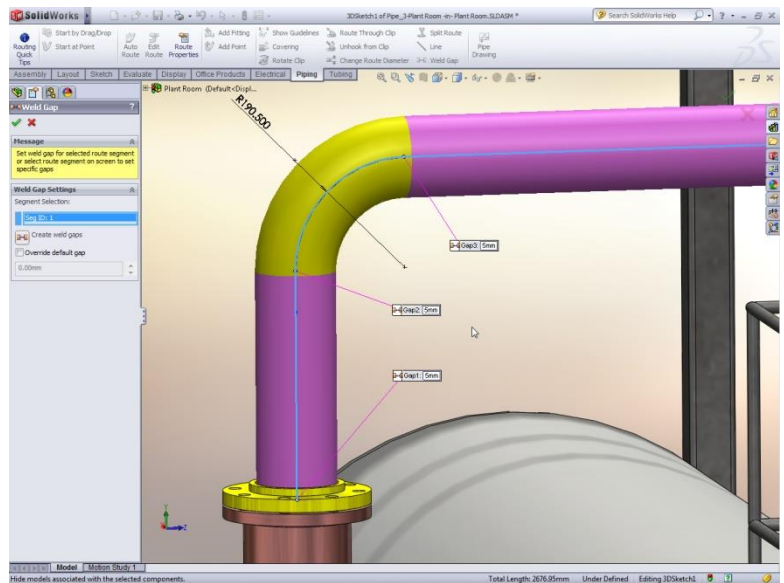 SolidWorks
3DSketch1 of Pipe_3-Plant Room -in- Plant Room.SLDASM *
Search SolidWorks Help
Routing Quick Tips
Start by Drag/Drop
Start at Point
Auto Route
Edit Route
Route Properties
Add Fitting
Add Point
Show Guidelines
Covering
Rotate Clip
Route Through Clip
Unhook from Clip
Change Route Diameter
Split Route
Line
Weld Gap
Pipe Drawing
Assembly Layout Sketch Evaluate Display Office Products Electrical Piping Tubing
Plant Room (Default<Displ...
Weld Gap ?
Message
Set weld gap for selected route segment
or select route segment on screen to set
specific gaps
Weld Gap Settings
Segment Selection:
Seg ID: 1
Create weld gaps
Override default gap
0.00mm
R190,500
Gap3: 5mm
Gap2: 5mm
Gap1: 5mm
Y
Z
Model Motion Study 1
Hide models associated with the selected components.
Total Length: 2676.95mm Under Defined Editing 3DSketch1